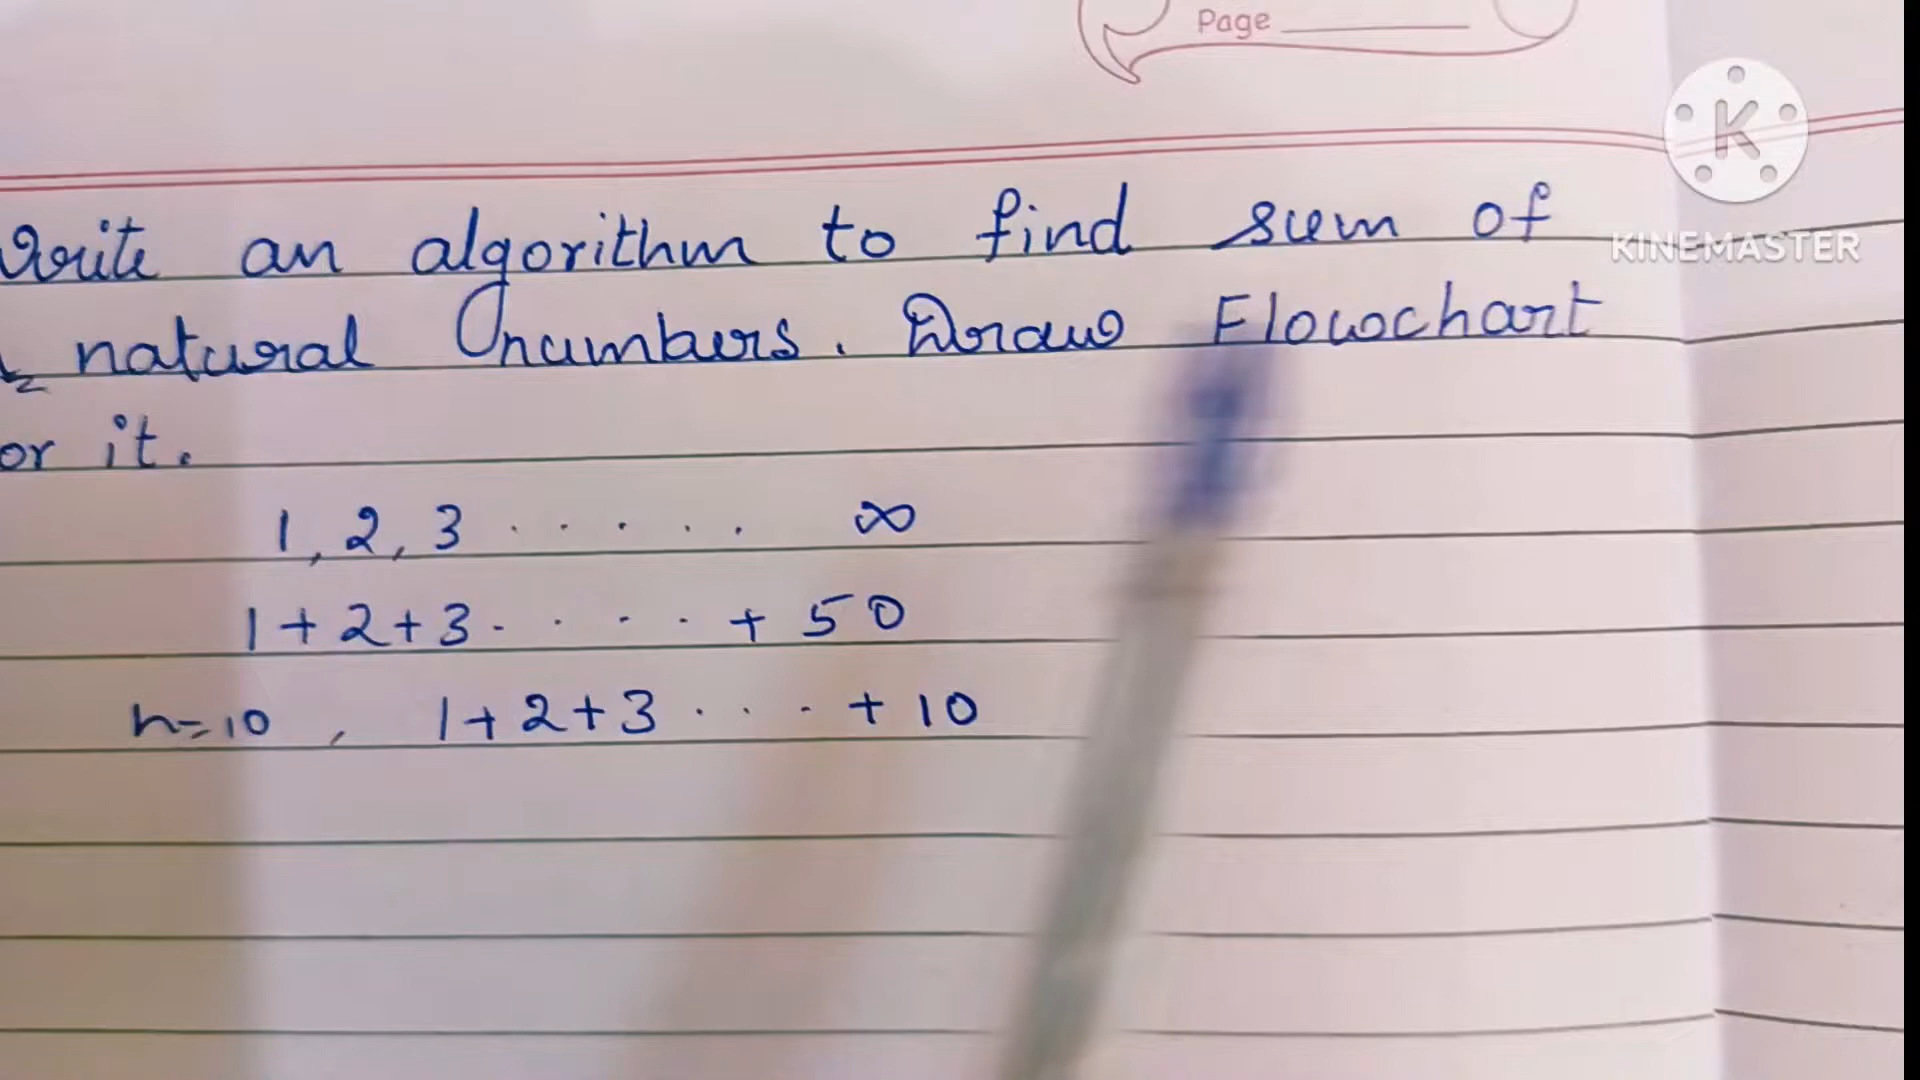 Page
KINEMASTER
Write an algorithm to find sum of
natural numbers. Draw Flowchart
or it.
1, 2, 3 . . . . . ∞
1 + 2 + 3 . . . . . + 50
n=10 , 1 + 2 + 3 . . . + 10